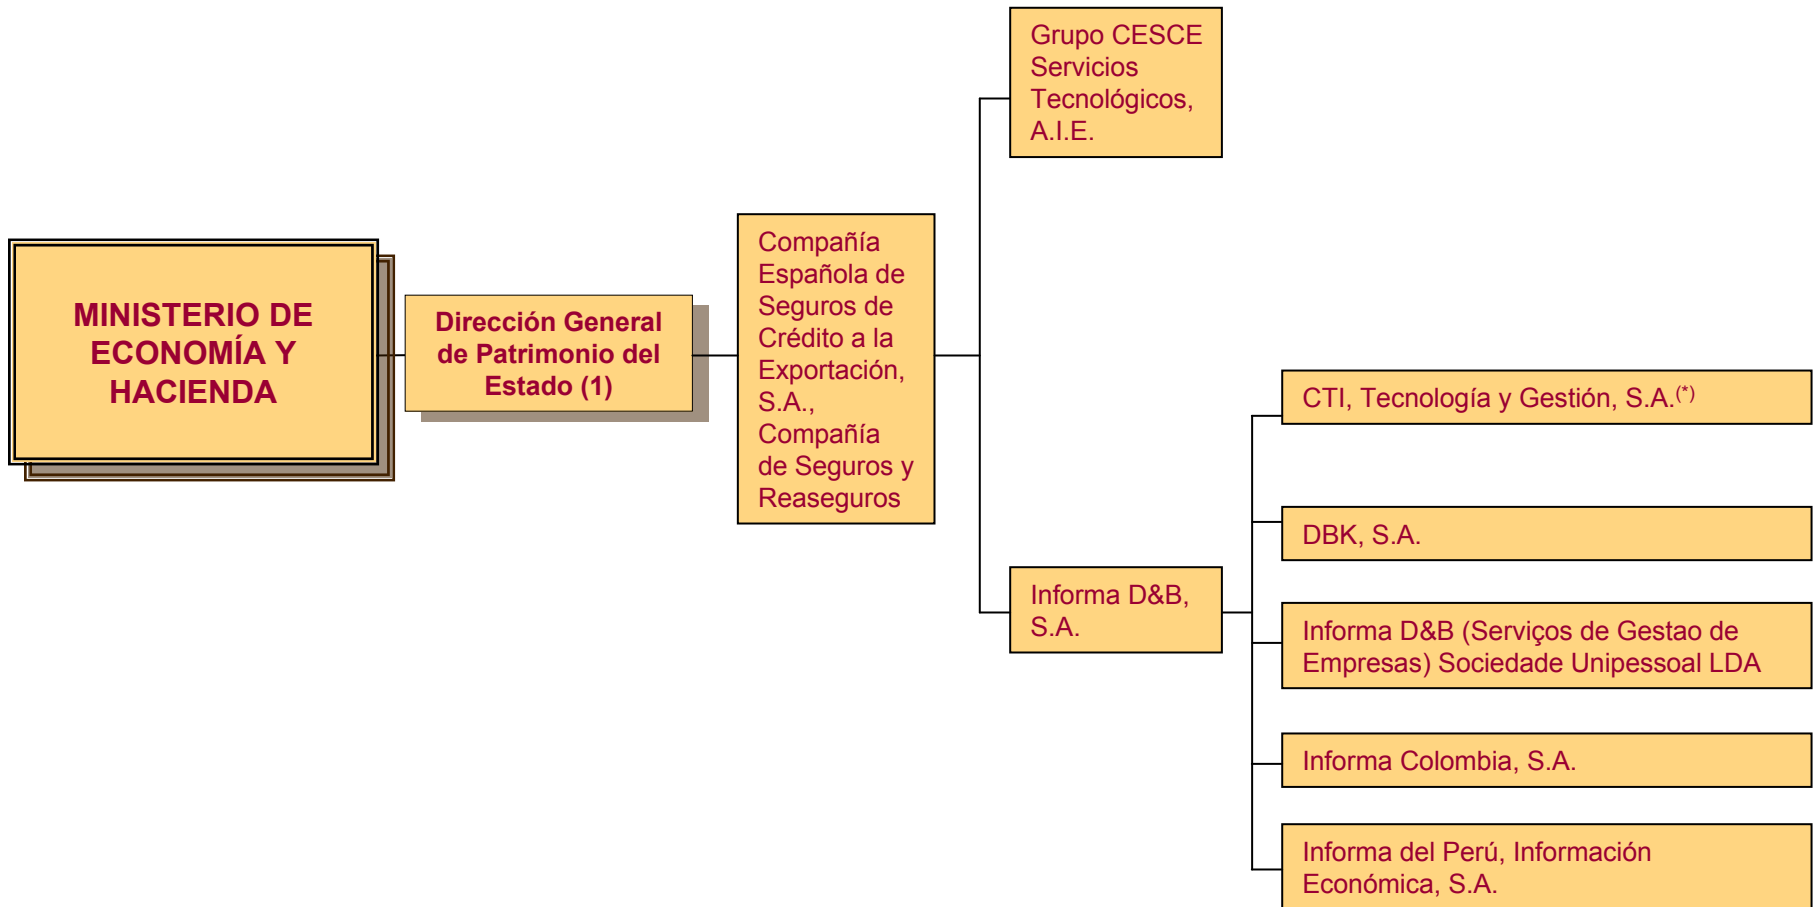 MINISTERIO DE
ECONOMÍA Y
HACIENDA
Dirección General
de Patrimonio del
Estado (1)
Compañía
Española de
Seguros de
Crédito a la
Exportación,
S.A.,
Compañía
de Seguros y
Reaseguros
Grupo CESCE
Servicios
Tecnológicos,
A.I.E.
Informa D&B,
S.A.
CTI, Tecnología y Gestión, S.A.(*)
DBK, S.A.
Informa D&B (Serviços de Gestao de
Empresas) Sociedade Unipessoal LDA
Informa Colombia, S.A.
Informa del Perú, Información
Económica, S.A.